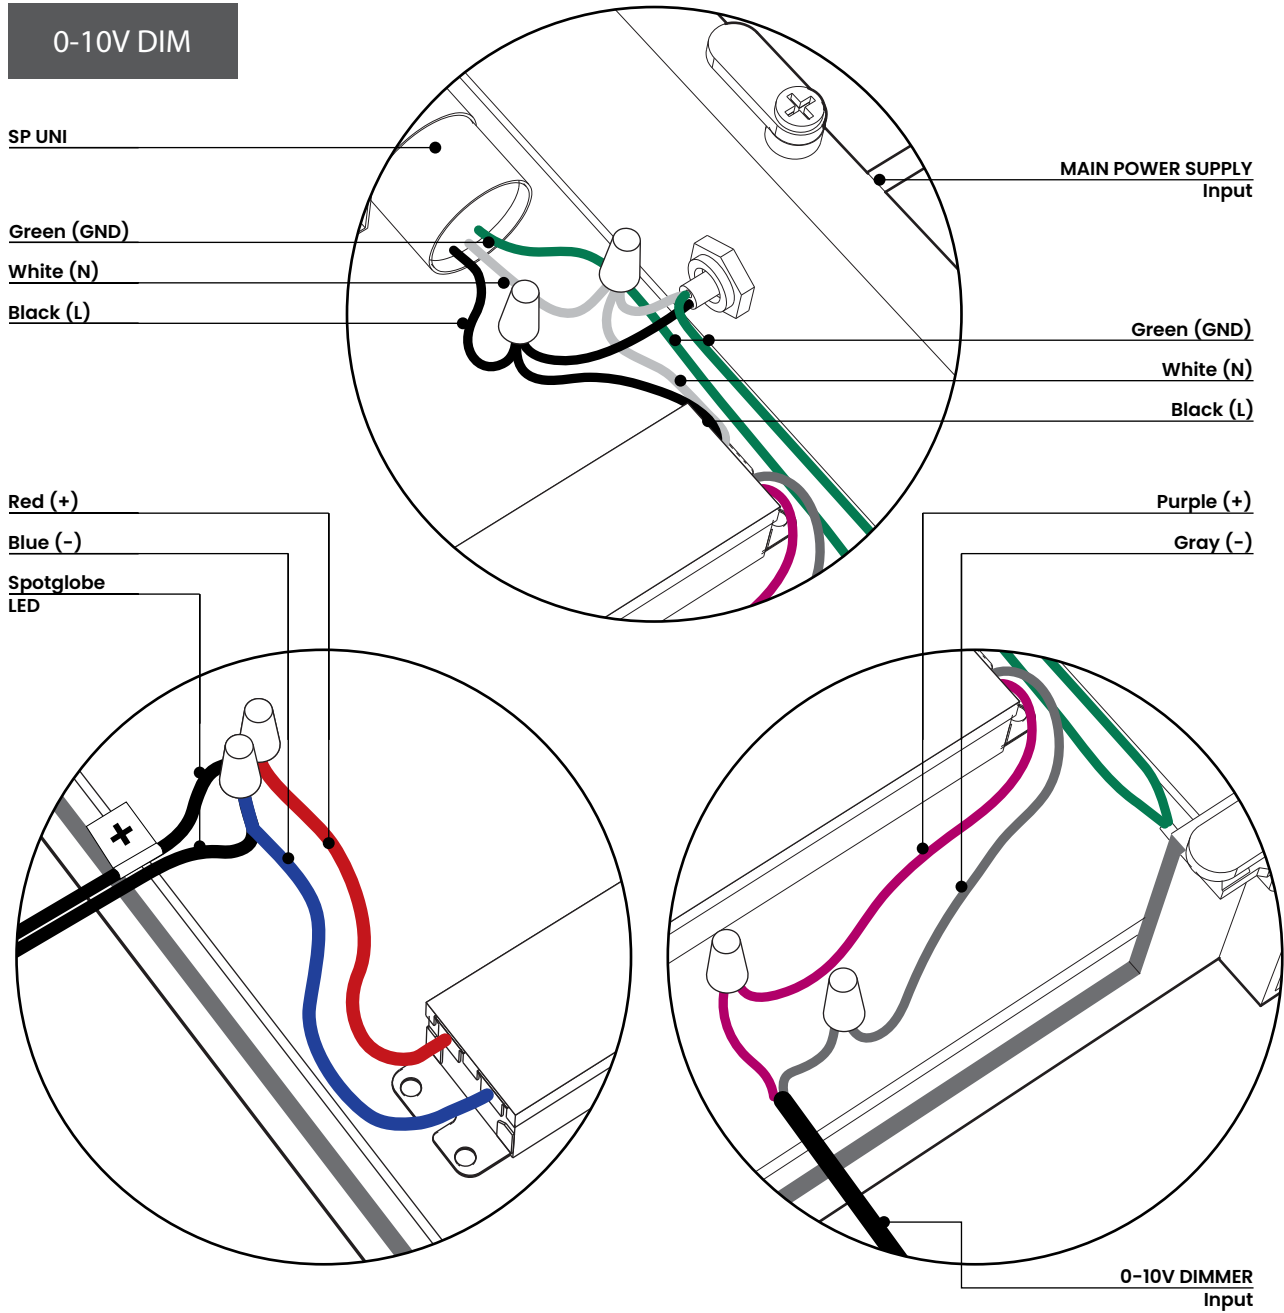 0-10V DIM
SP UNI
MAIN POWER SUPPLY
Input
Green (GND)
White (N)
Black (L)
Green (GND)
White (N)
Black (L)
Red (+)
Blue (-)
Spotglobe
LED
Purple (+)
Gray (-)
+
0-10V DIMMER
Input